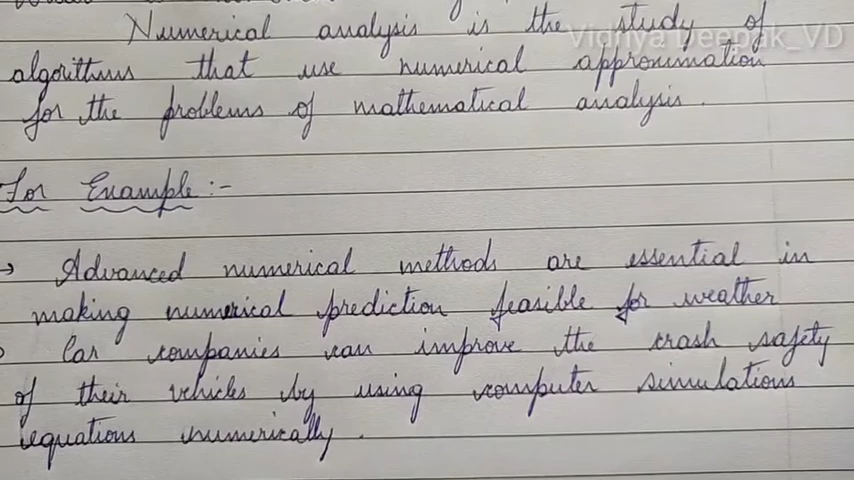 Numerical analysis is the study of
Vidhya Deepak_VD
algorithms that use numerical approximation
for the problems of mathematical analysis.
For Example:-
→ Advanced numerical methods are essential in
making numerical prediction feasible for weather
Car companies can improve the crash safety
of their vehicles by using computer simulations
equations numerically.